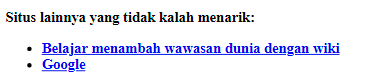 Situs lainnya yang tidak kalah menarik:
Belajar menambah wawasan dunia dengan wiki
Google